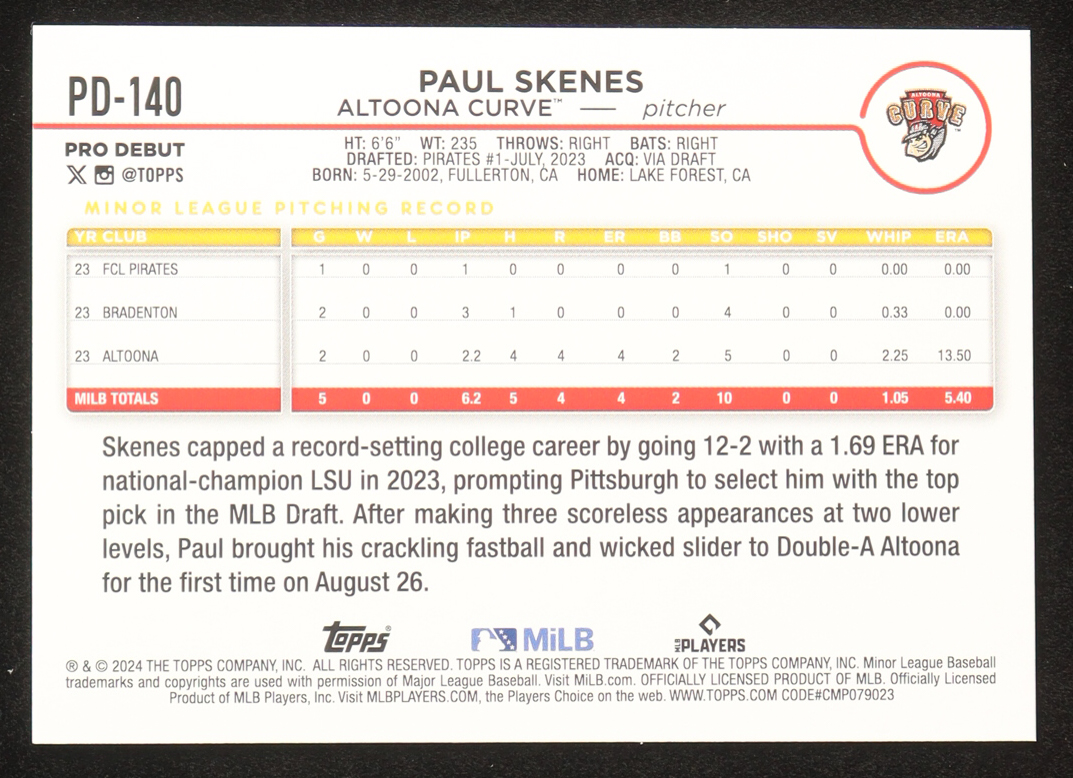 PD-140
PAUL SKENES
ALTOONA CURVE™ — pitcher
ALTOONA
CURVE
™
PRO DEBUT
X @TOPPS
HT: 6'6" WT: 235 THROWS: RIGHT BATS: RIGHT
DRAFTED: PIRATES #1-JULY, 2023 ACQ: VIA DRAFT
BORN: 5-29-2002, FULLERTON, CA HOME: LAKE FOREST, CA
MINOR LEAGUE PITCHING RECORD
YR CLUB G W L IP H R ER BB SO SHO SV WHIP ERA
23 FCL PIRATES 1 0 0 1 0 0 0 0 1 0 0 0.00 0.00
23 BRADENTON 2 0 0 3 1 0 0 0 4 0 0 0.33 0.00
23 ALTOONA 2 0 0 2.2 4 4 4 2 5 0 0 2.25 13.50
MILB TOTALS 5 0 0 6.2 5 4 4 2 10 0 0 1.05 5.40
Skenes capped a record-setting college career by going 12-2 with a 1.69 ERA for
national-champion LSU in 2023, prompting Pittsburgh to select him with the top
pick in the MLB Draft. After making three scoreless appearances at two lower
levels, Paul brought his crackling fastball and wicked slider to Double-A Altoona
for the first time on August 26.
Topps® MiLB MLB PLAYERS
® & © 2024 THE TOPPS COMPANY, INC. ALL RIGHTS RESERVED. TOPPS IS A REGISTERED TRADEMARK OF THE TOPPS COMPANY, INC. Minor League Baseball
trademarks and copyrights are used with permission of Major League Baseball. Visit MiLB.com. OFFICIALLY LICENSED PRODUCT OF MLB. Officially Licensed
Product of MLB Players, Inc. Visit MLBPLAYERS.COM, the Players Choice on the web. WWW.TOPPS.COM CODE#CMP079023